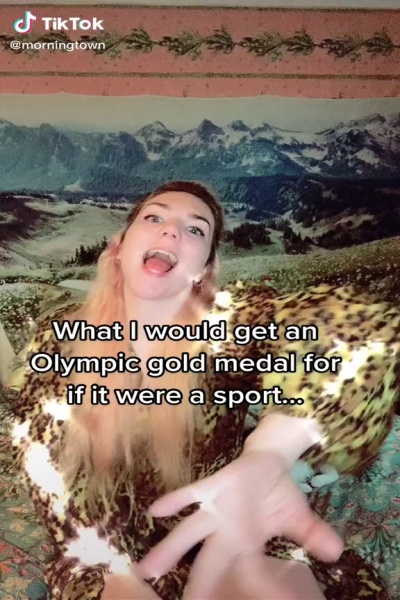 TikTok
@morningtown
What I would get an
Olympic gold medal for
if it were a sport...